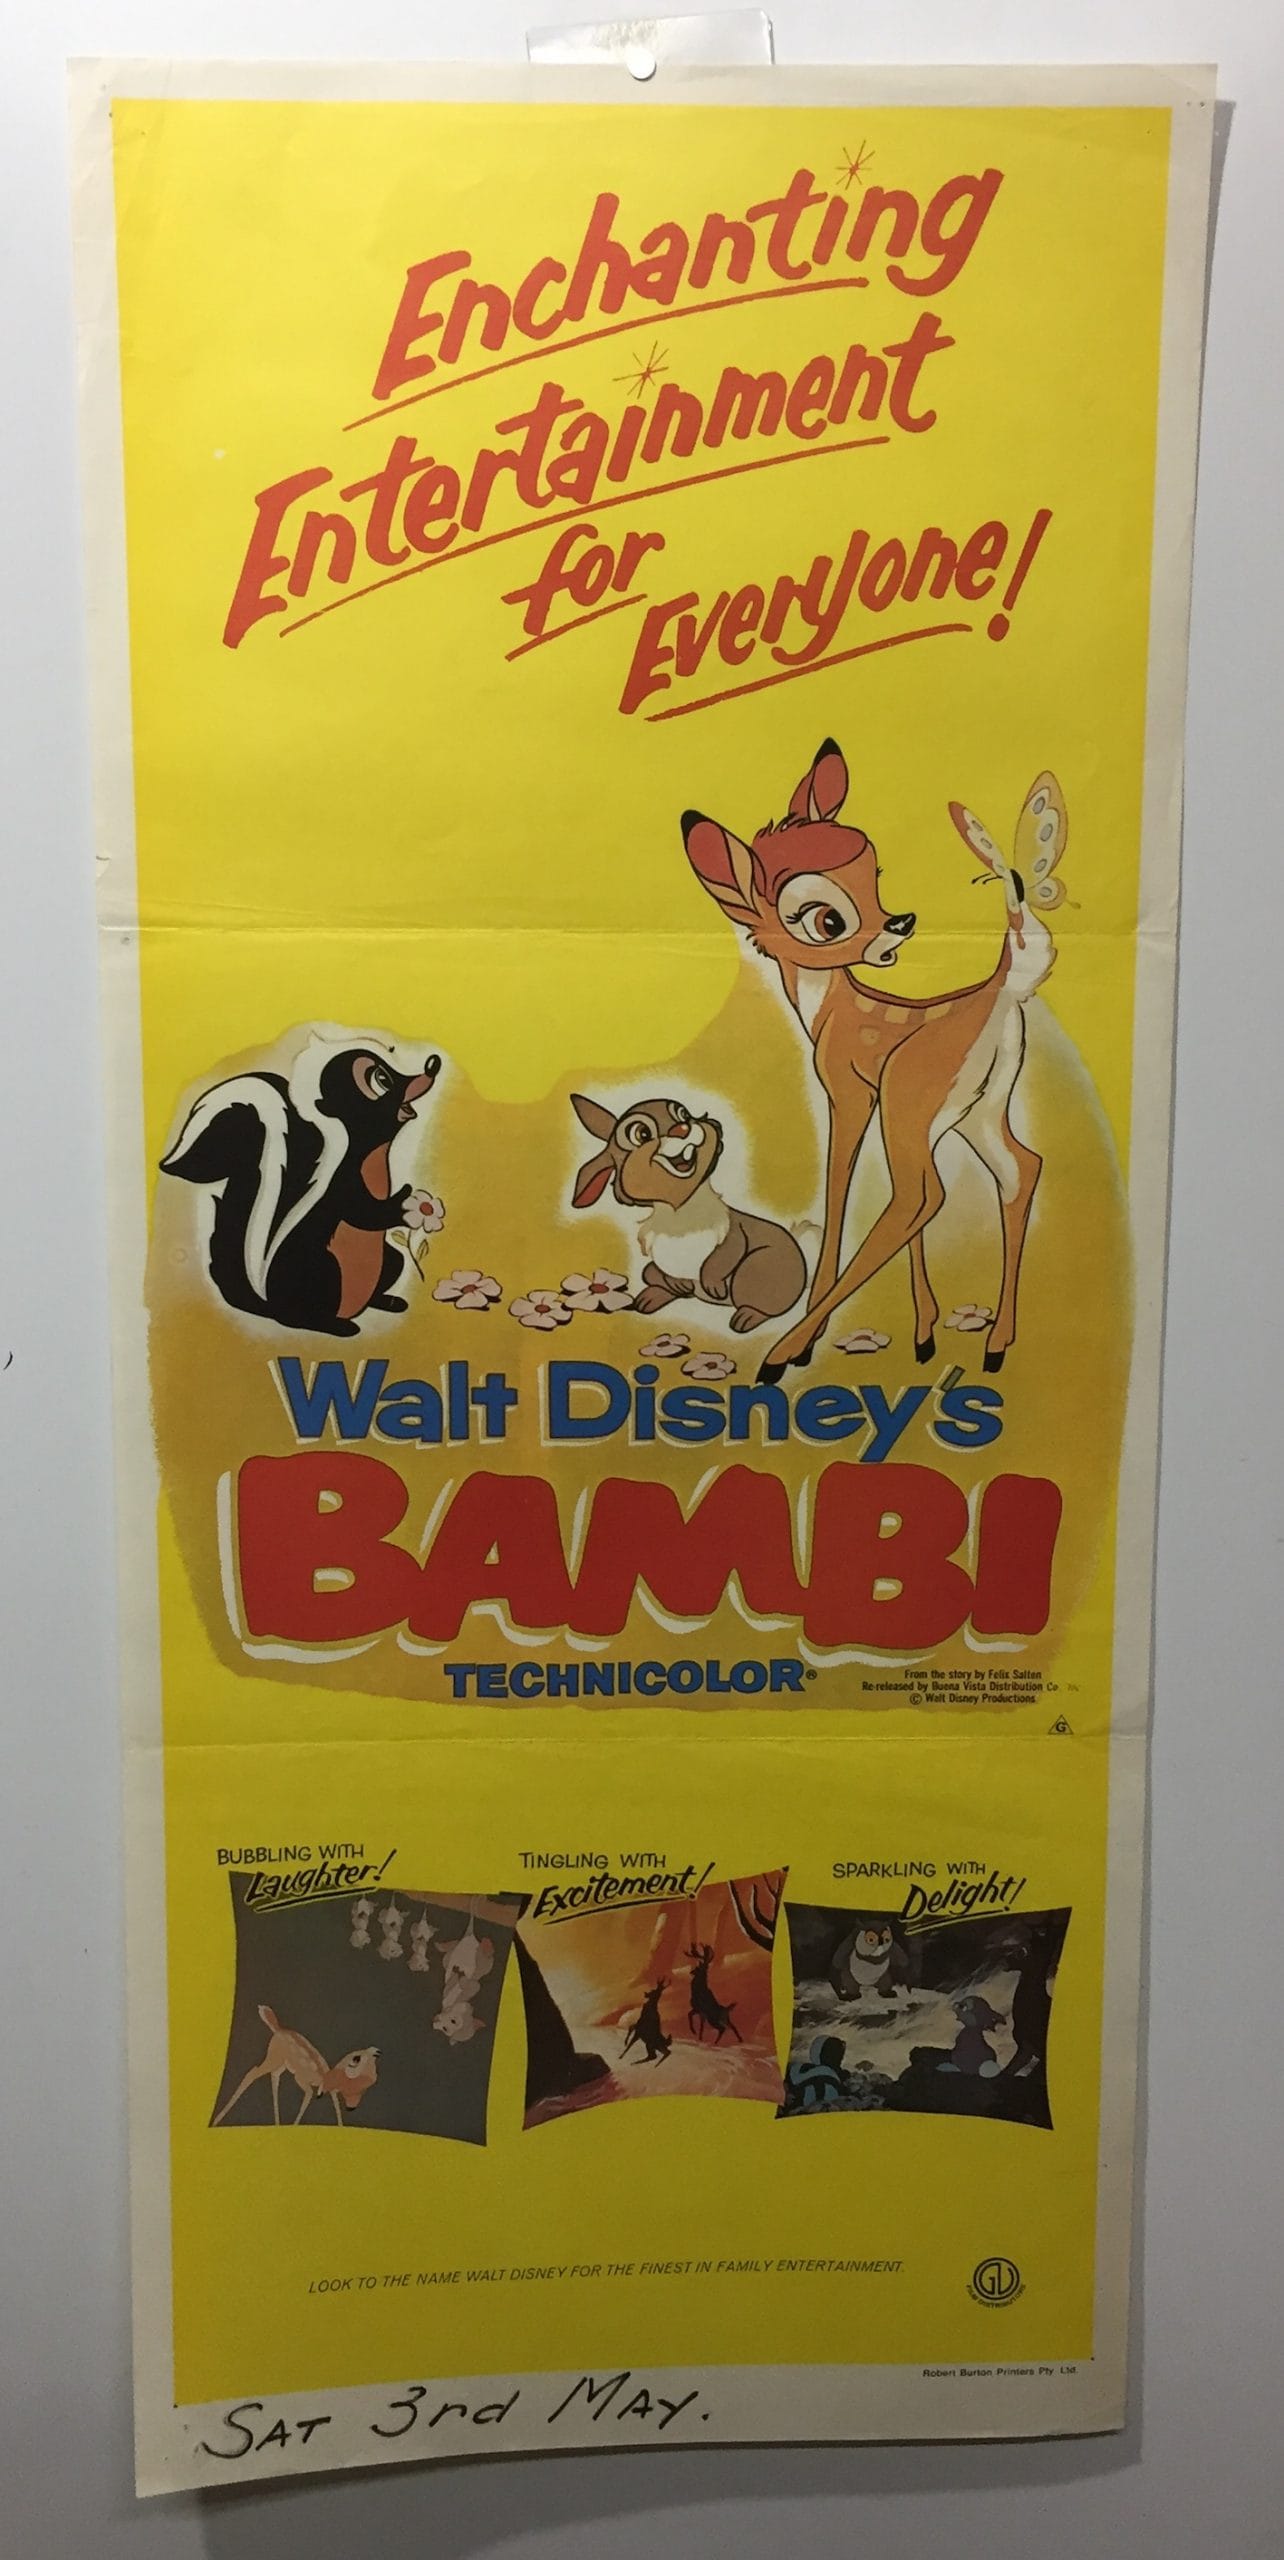 Enchanting
Entertainment
for
Everyone!
Walt Disney's
BAMBI
TECHNICOLOR®
From the story by Felix Salten
Re-released by Buena Vista Distribution Co.
© Walt Disney Productions
G
BUBBLING WITH
Laughter!
TINGLING WITH
Excitement!
SPARKLING WITH
Delight!
LOOK TO THE NAME WALT DISNEY FOR THE FINEST IN FAMILY ENTERTAINMENT.
FILM DISTRIBUTORS
Robert Burton Printers Pty Ltd.
SAT 3rd MAY.